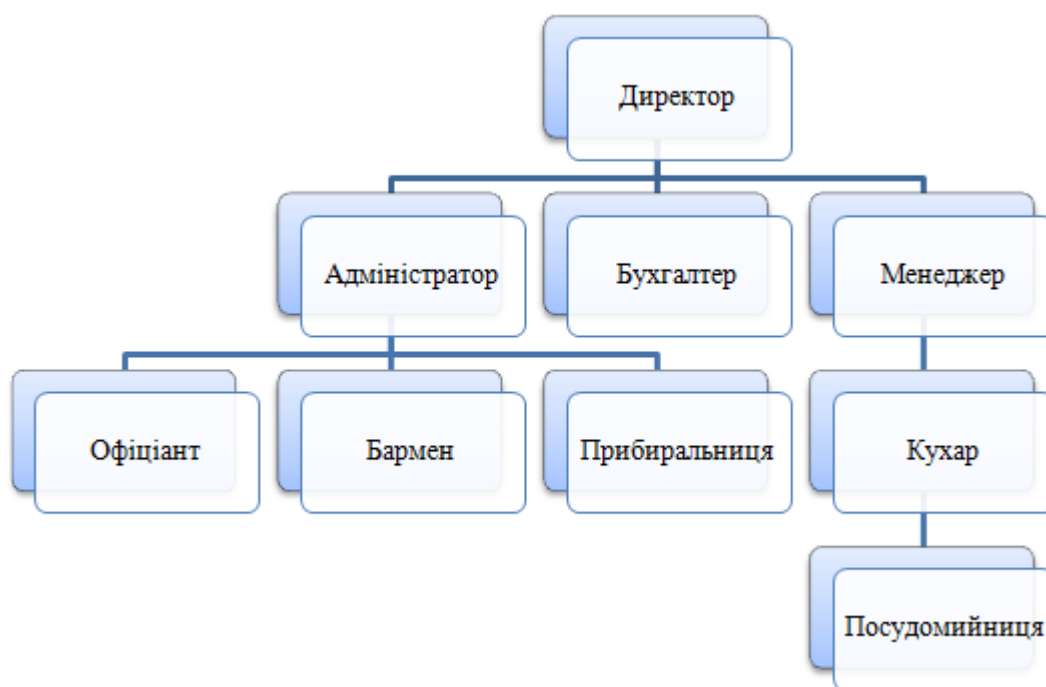 Директор
Адміністратор
Бухгалтер
Менеджер
Офіціант
Бармен
Прибиральниця
Кухар
Посудомийниця